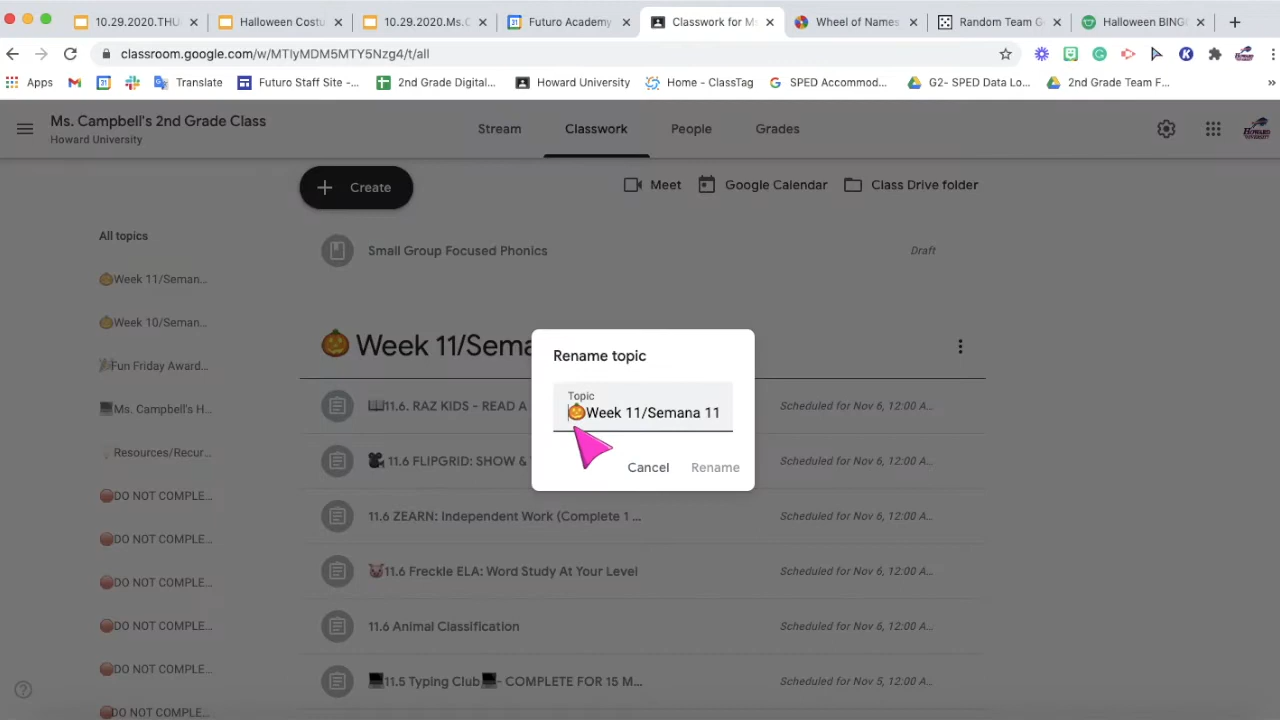 10.29.2020.THU
Halloween Costu
10.29.2020.Ms.C
Futuro Academy
Classwork for M
Wheel of Names
Random Team G
Halloween BING
classroom.google.com/w/MTIyMDM5MTY5Nzg4/t/all
Apps
Translate
Futuro Staff Site -...
2nd Grade Digital...
Howard University
Home - ClassTag
SPED Accommod...
G2- SPED Data Lo...
2nd Grade Team F...
Ms. Campbell's 2nd Grade Class
Howard University
Stream
Classwork
People
Grades
Create
Meet
Google Calendar
Class Drive folder
All topics
🎃Week 11/Seman...
🎃Week 10/Seman...
Fun Friday Award...
💻Ms. Campbell's H...
💡Resources/Recur...
🛑DO NOT COMPLE...
🛑DO NOT COMPLE...
🛑DO NOT COMPLE...
🛑DO NOT COMPLE...
🛑DO NOT COMPLE...
🛑DO NOT COMPLE...
Small Group Focused Phonics
Draft
🎃 Week 11/Sema
📖11.6. RAZ KIDS - READ A
Scheduled for Nov 6, 12:00 A...
🎥 11.6 FLIPGRID: SHOW &
Scheduled for Nov 6, 12:00 A...
11.6 ZEARN: Independent Work (Complete 1 ...
Scheduled for Nov 6, 12:00 A...
🐷11.6 Freckle ELA: Word Study At Your Level
Scheduled for Nov 6, 12:00 A...
11.6 Animal Classification
Scheduled for Nov 6, 12:00 A...
💻11.5 Typing Club💻- COMPLETE FOR 15 M...
Scheduled for Nov 5, 12:00 A...
Rename topic
Topic
🎃Week 11/Semana 11
Cancel
Rename